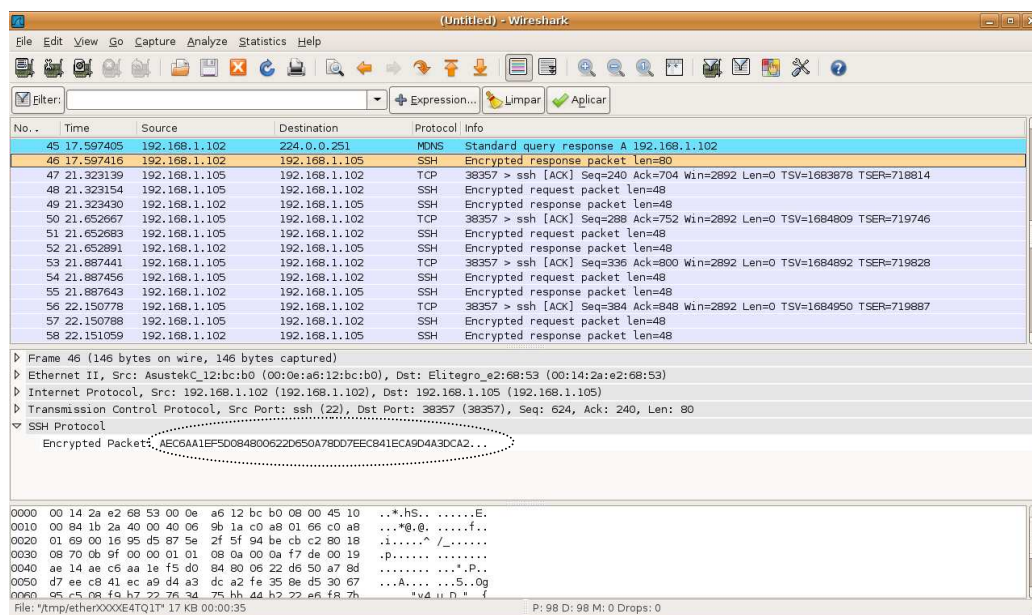 (Untitled) - Wireshark
File Edit View Go Capture Analyze Statistics Help
Filter: Expression... Limpar Aplicar
No. . Time Source Destination Protocol Info
45 17.597405 192.168.1.102 224.0.0.251 MDNS Standard query response A 192.168.1.102
46 17.597416 192.168.1.102 192.168.1.105 SSH Encrypted response packet len=80
47 21.323139 192.168.1.105 192.168.1.102 TCP 38357 > ssh [ACK] Seq=240 Ack=704 Win=2892 Len=0 TSV=1683878 TSER=718814
48 21.323154 192.168.1.105 192.168.1.102 SSH Encrypted request packet len=48
49 21.323430 192.168.1.102 192.168.1.105 SSH Encrypted response packet len=48
50 21.652667 192.168.1.105 192.168.1.102 TCP 38357 > ssh [ACK] Seq=288 Ack=752 Win=2892 Len=0 TSV=1684809 TSER=719746
51 21.652683 192.168.1.105 192.168.1.102 SSH Encrypted request packet len=48
52 21.652891 192.168.1.102 192.168.1.105 SSH Encrypted response packet len=48
53 21.887441 192.168.1.105 192.168.1.102 TCP 38357 > ssh [ACK] Seq=336 Ack=800 Win=2892 Len=0 TSV=1684892 TSER=719828
54 21.887456 192.168.1.105 192.168.1.102 SSH Encrypted request packet len=48
55 21.887643 192.168.1.102 192.168.1.105 SSH Encrypted response packet len=48
56 22.150778 192.168.1.105 192.168.1.102 TCP 38357 > ssh [ACK] Seq=384 Ack=848 Win=2892 Len=0 TSV=1684950 TSER=719887
57 22.150788 192.168.1.105 192.168.1.102 SSH Encrypted request packet len=48
58 22.151059 192.168.1.102 192.168.1.105 SSH Encrypted response packet len=48
Frame 46 (146 bytes on wire, 146 bytes captured)
Ethernet II, Src: AsustekC_12:bc:b0 (00:0e:a6:12:bc:b0), Dst: Elitegro_e2:68:53 (00:14:2a:e2:68:53)
Internet Protocol, Src: 192.168.1.102 (192.168.1.102), Dst: 192.168.1.105 (192.168.1.105)
Transmission Control Protocol, Src Port: ssh (22), Dst Port: 38357 (38357), Seq: 624, Ack: 240, Len: 80
SSH Protocol
Encrypted Packet: AEC6AA1EF5D084800622D650A78DD7EEC841ECA9D4A3DCA2...
0000 00 14 2a e2 68 53 00 0e a6 12 bc b0 08 00 45 10 ..*.hS.. ......E.
0010 00 84 1b 2a 40 00 40 06 9b 1a c0 a8 01 66 c0 a8 ...*@.@. .....f..
0020 01 69 00 16 95 d5 87 5e 2f 5f 94 be cb c2 80 18 .i.....^ /_......
0030 08 70 0b 9f 00 00 01 01 08 0a 00 0a f7 de 00 19 .p...... ........
0040 ae 14 ae c6 aa 1e f5 d0 84 80 06 22 d6 50 a7 8d ........ ...".P..
0050 d7 ee c8 41 ec a9 d4 a3 dc a2 fe 35 8e d5 30 67 ...A.... ...5..0g
0060 95 c5 08 f9 b7 22 76 34 75 bb 44 b2 22 e6 f8 7b ....."v4 u.D."..{
File: "/tmp/etherXXXXE4TQ1T" 17 KB 00:00:35 P: 98 D: 98 M: 0 Drops: 0